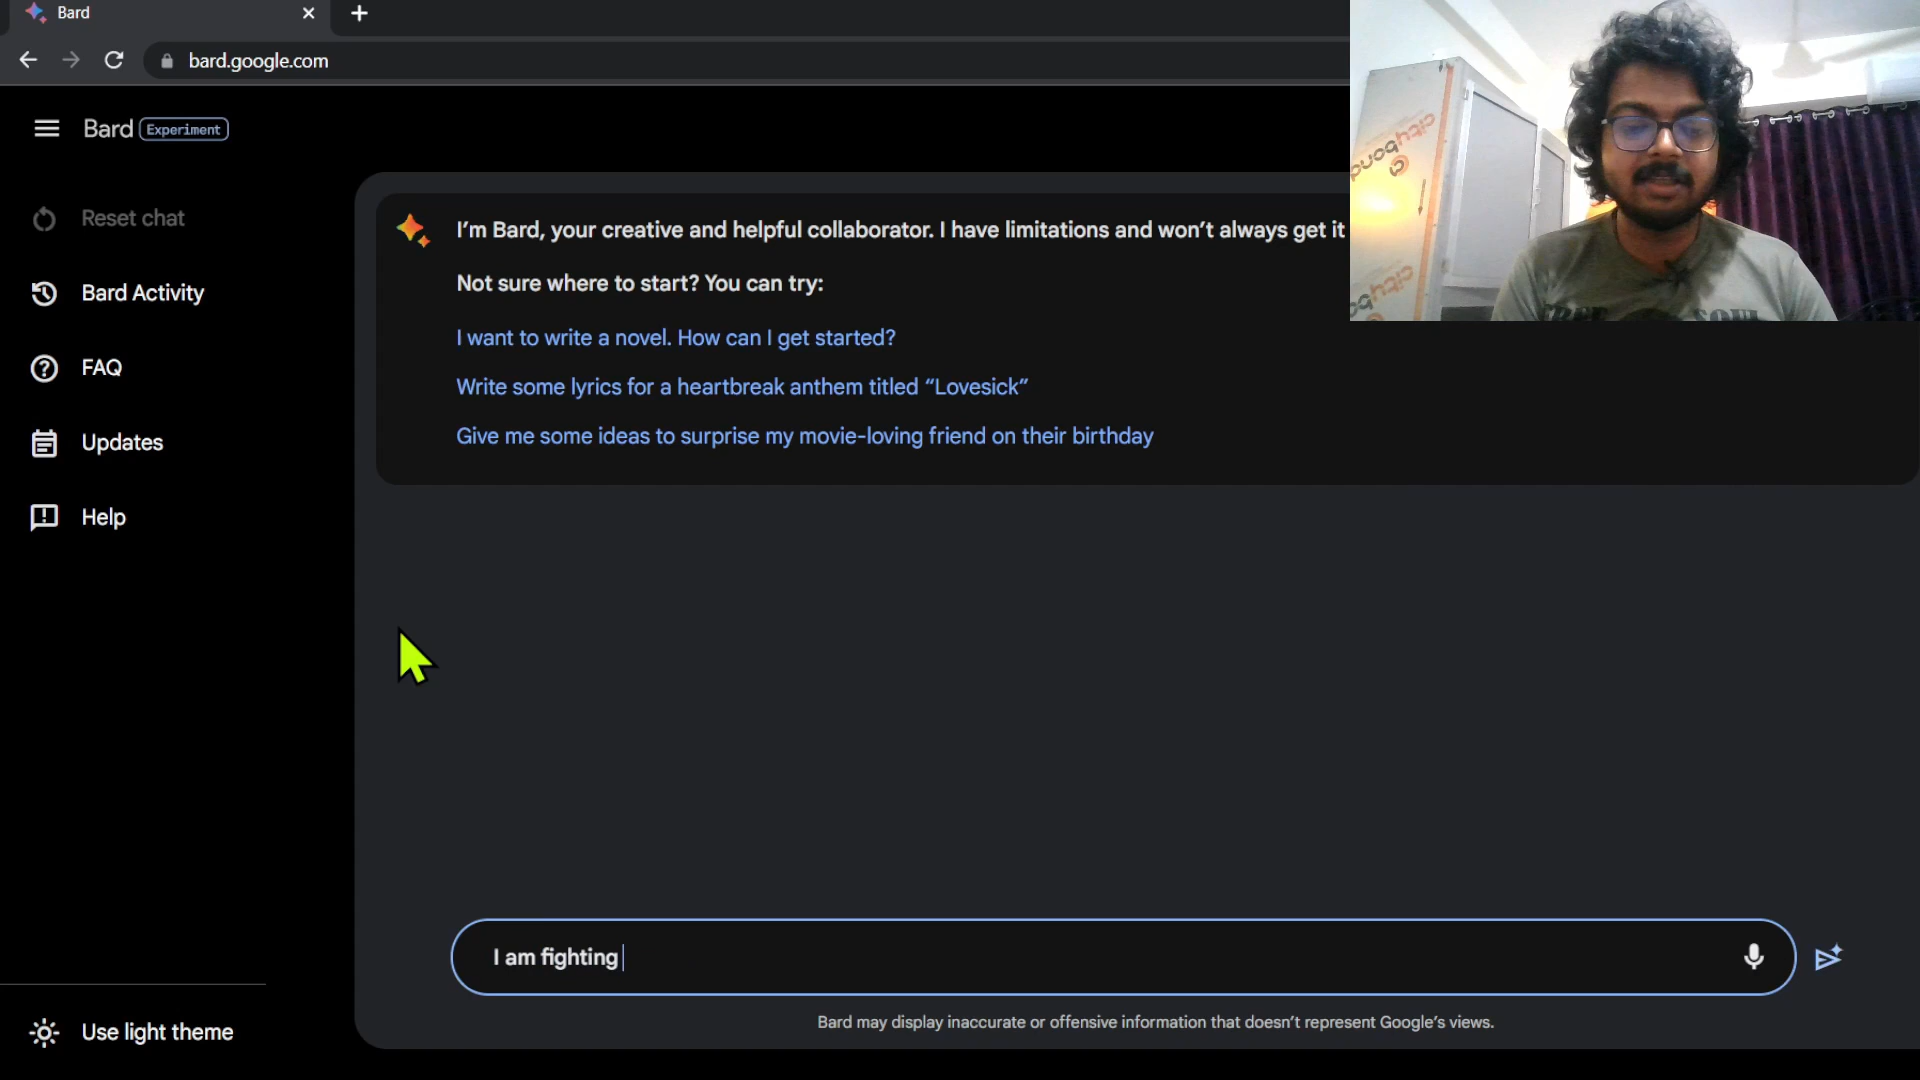 Bard
bard.google.com
Bard Experiment
Reset chat
Bard Activity
FAQ
Updates
Help
Use light theme
I'm Bard, your creative and helpful collaborator. I have limitations and won't always get it
Not sure where to start? You can try:
I want to write a novel. How can I get started?
Write some lyrics for a heartbreak anthem titled “Lovesick”
Give me some ideas to surprise my movie-loving friend on their birthday
I am fighting
Bard may display inaccurate or offensive information that doesn't represent Google's views.
citybond